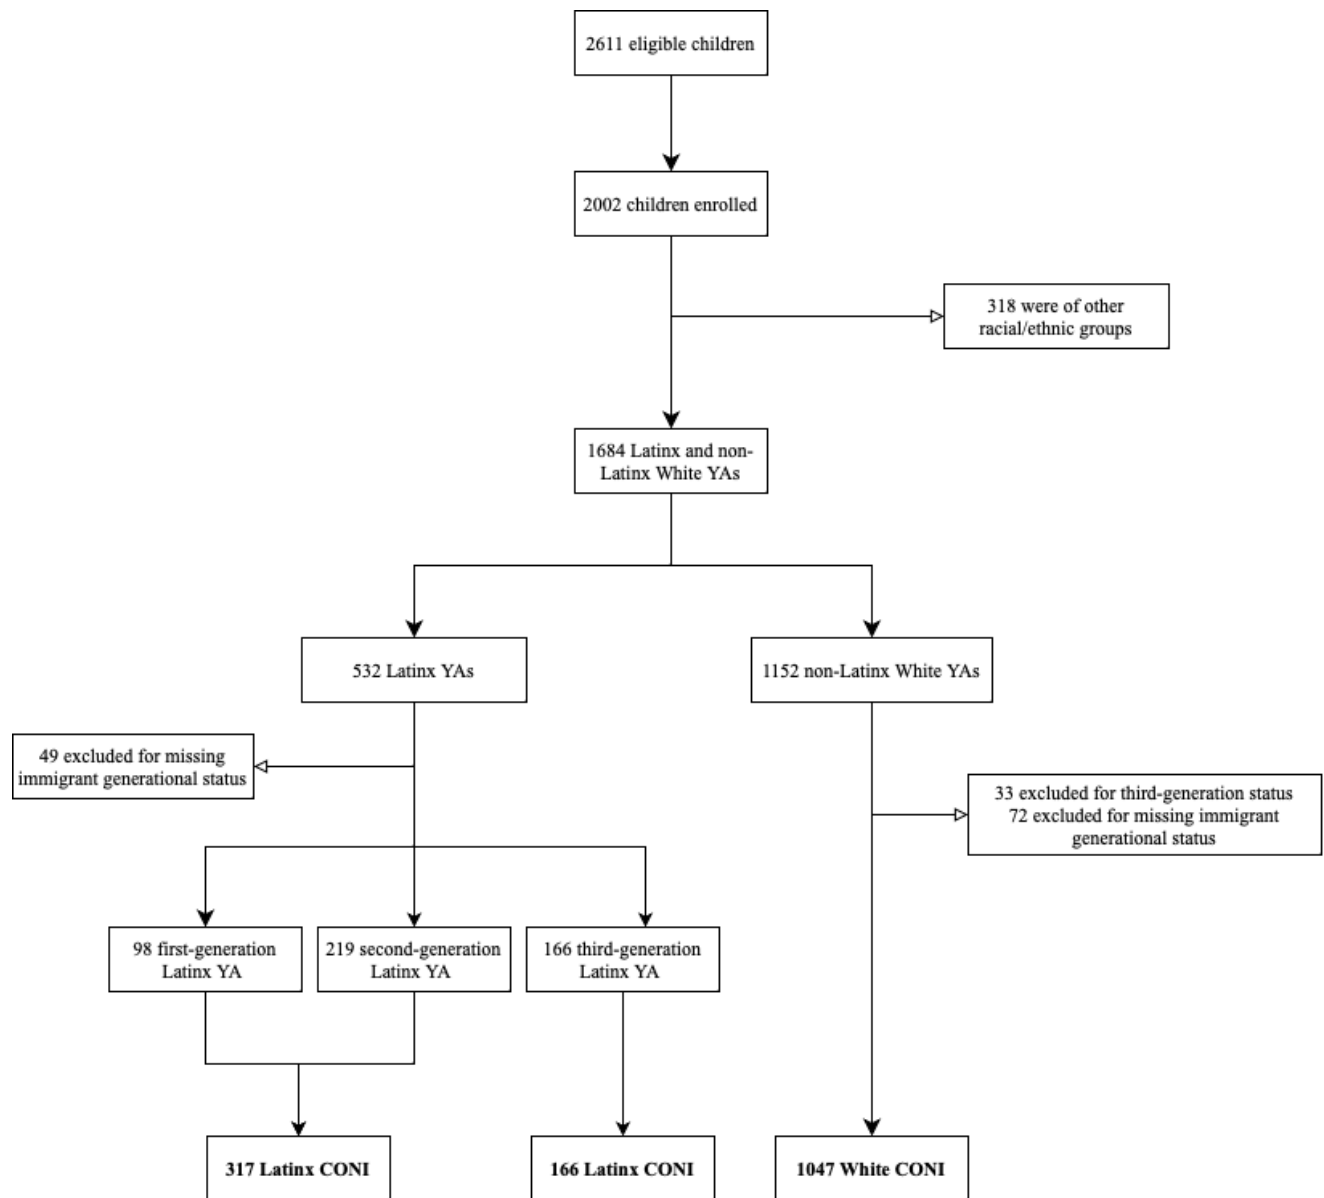 2611 eligible children
2002 children enrolled
318 were of other
racial/ethnic groups
1684 Latinx and non-
Latinx White YAs
532 Latinx YAs
1152 non-Latinx White YAs
49 excluded for missing
immigrant generational status
33 excluded for third-generation status
72 excluded for missing immigrant
generational status
98 first-generation
Latinx YA
219 second-generation
Latinx YA
166 third-generation
Latinx YA
317 Latinx CONI
166 Latinx CONI
1047 White CONI